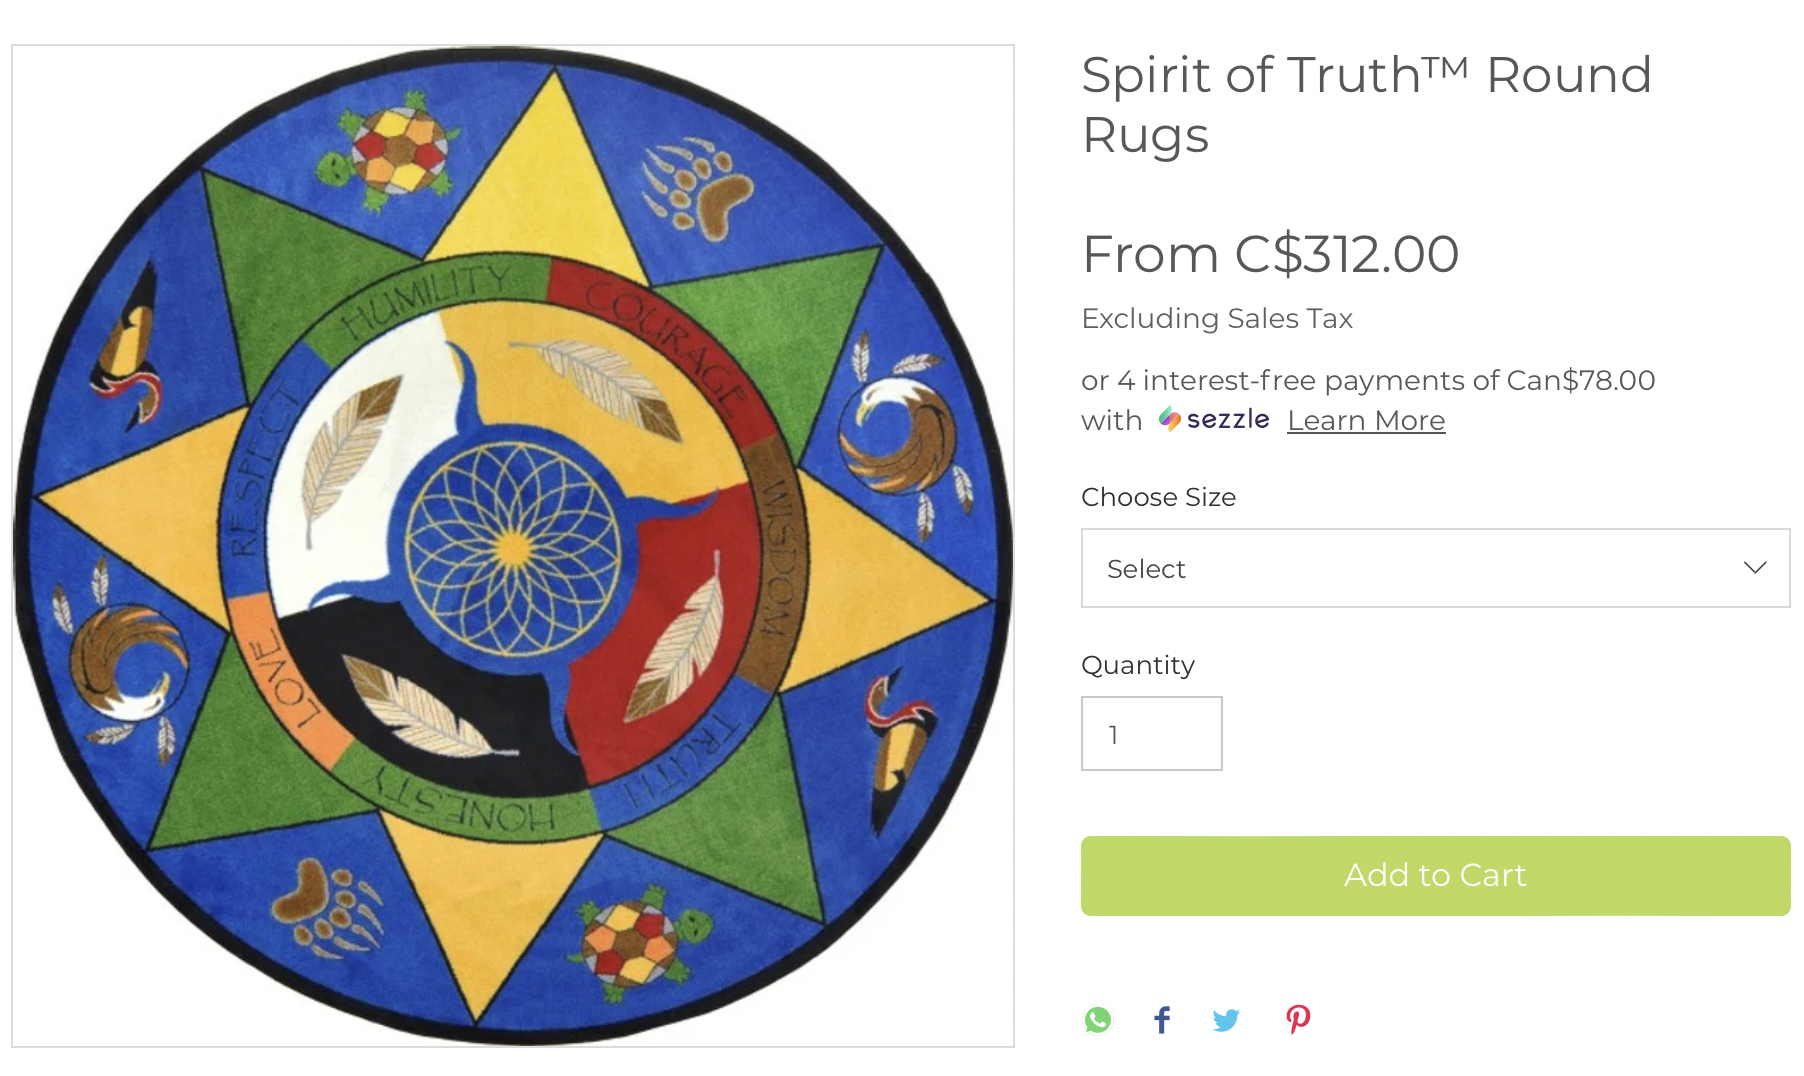 HUMILITY
COURAGE
WISDOM
TRUTH
HONESTY
LOVE
RESPECT
Spirit of Truth™ Round
Rugs
From C$312.00
Excluding Sales Tax
or 4 interest-free payments of Can$78.00
with sezzle Learn More
Choose Size
Select
Quantity
1
Add to Cart